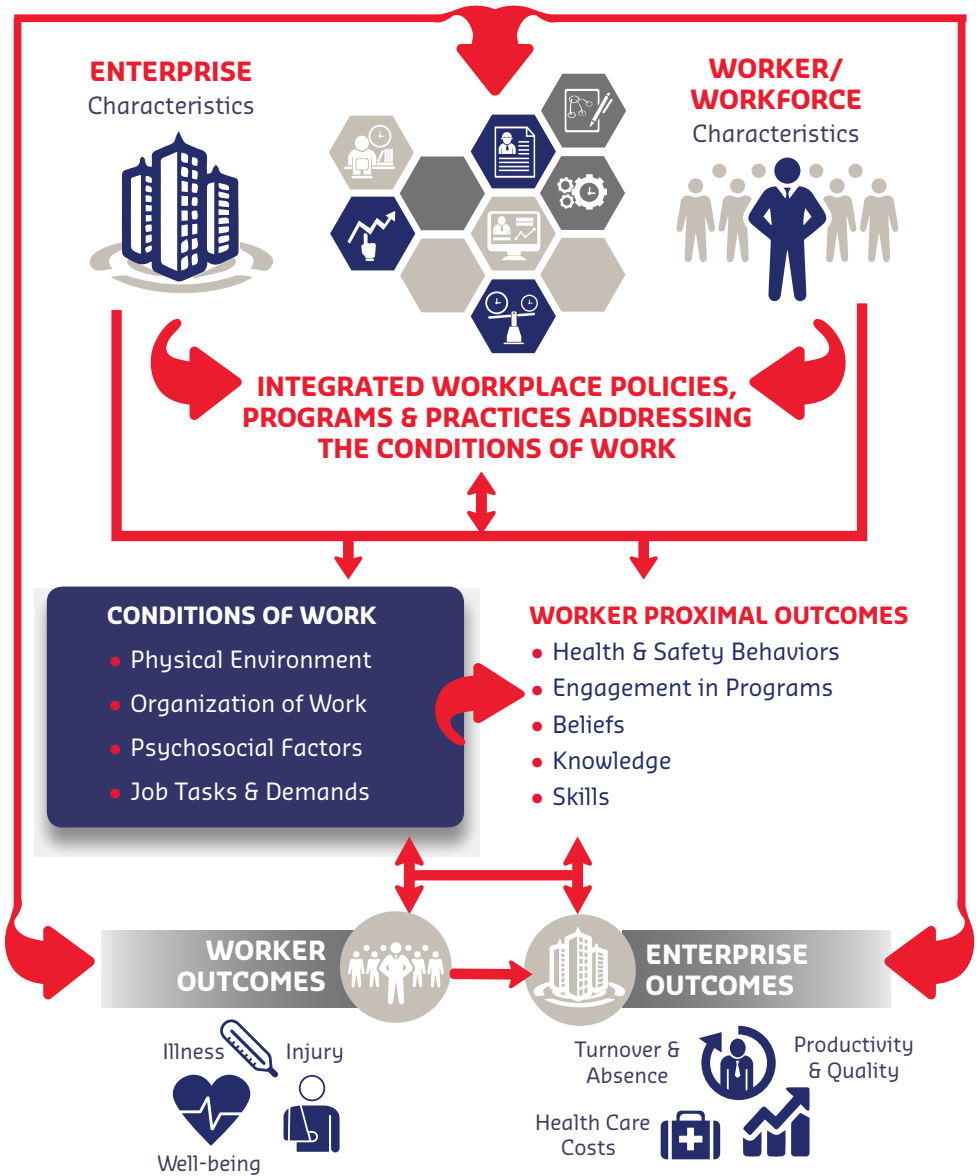 ENTERPRISE
Characteristics
WORKER/
WORKFORCE
Characteristics
INTEGRATED WORKPLACE POLICIES,
PROGRAMS & PRACTICES ADDRESSING
THE CONDITIONS OF WORK
CONDITIONS OF WORK
• Physical Environment
• Organization of Work
• Psychosocial Factors
• Job Tasks & Demands
WORKER PROXIMAL OUTCOMES
• Health & Safety Behaviors
• Engagement in Programs
• Beliefs
• Knowledge
• Skills
WORKER
OUTCOMES
ENTERPRISE
OUTCOMES
Illness
Injury
Well-being
Turnover &
Absence
Productivity
& Quality
Health Care
Costs